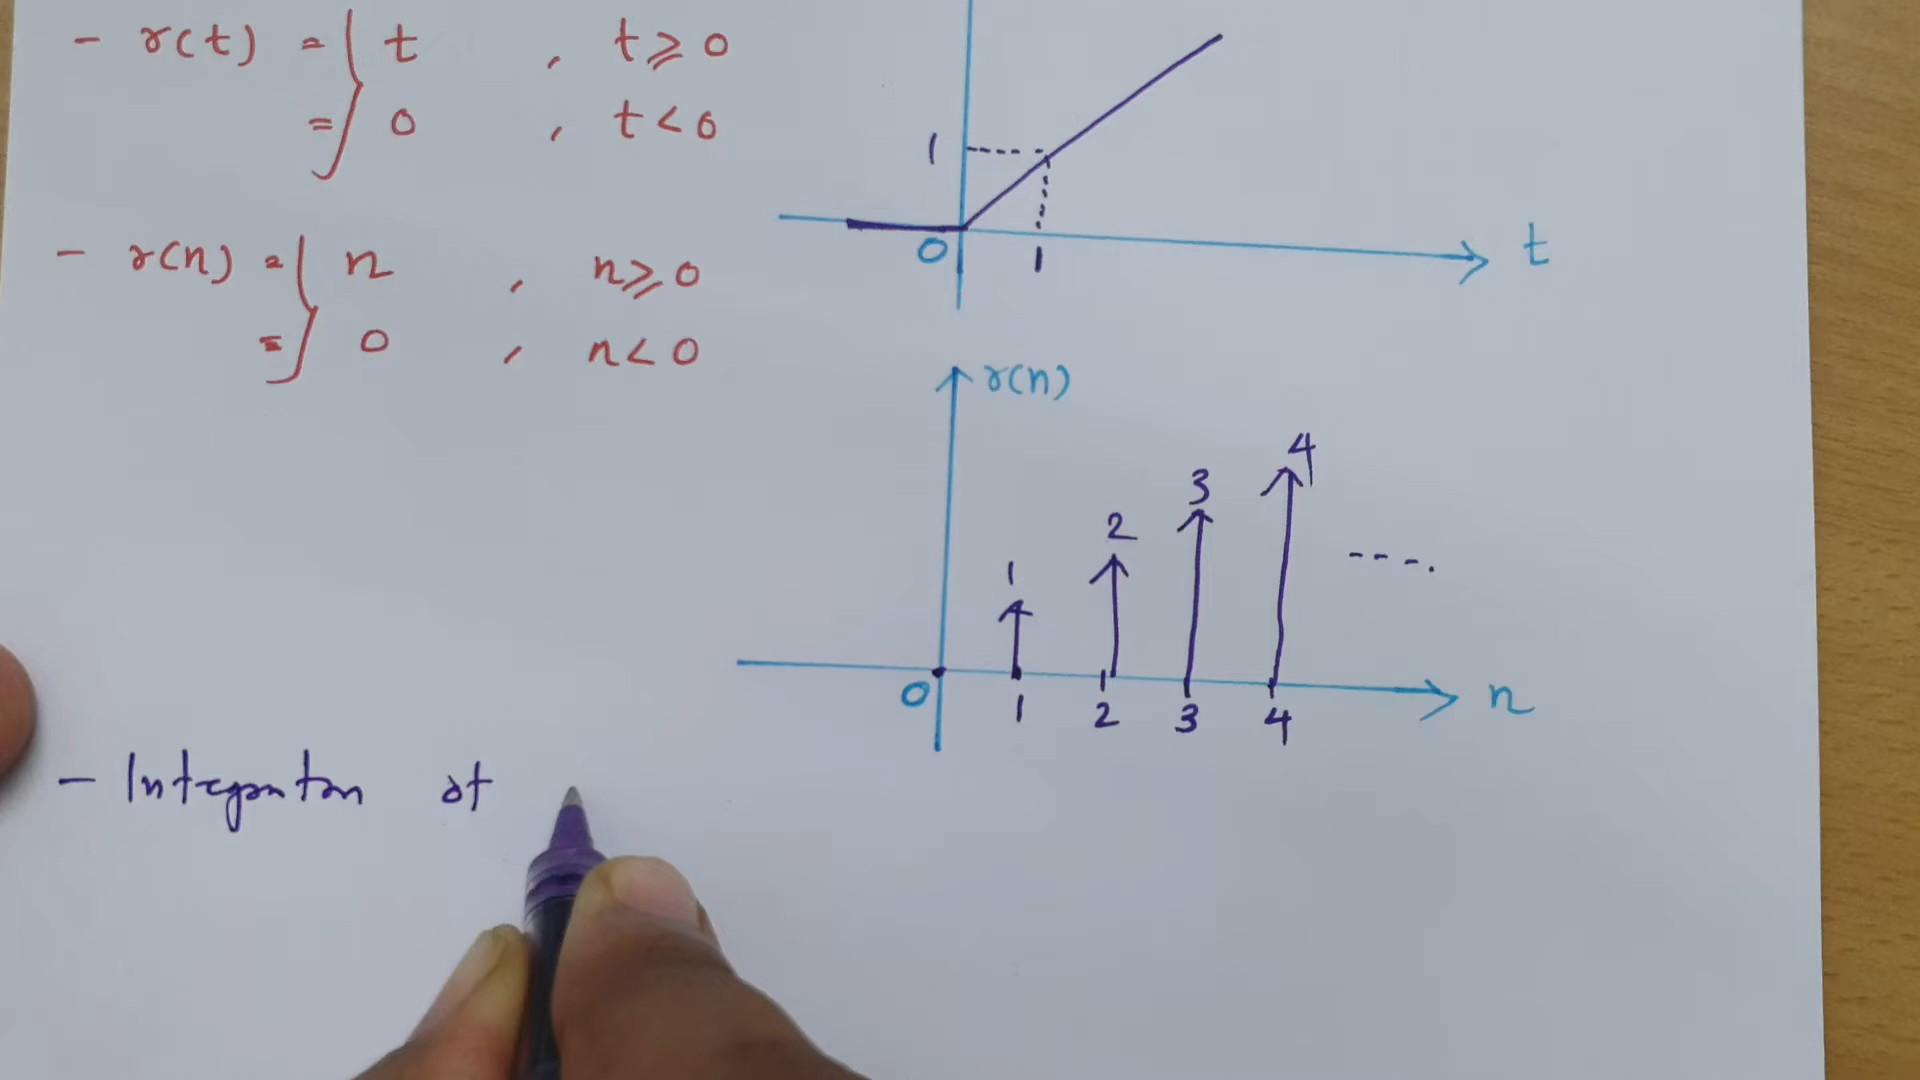 - r(t) = { t , t ⩾ 0
= 0 , t < 0
1
0 1 t
- r(n) = { n , n ⩾ 0
= 0 , n < 0
r(n)
1 2 3 4 ----.
0 1 2 3 4 n
- Integration of